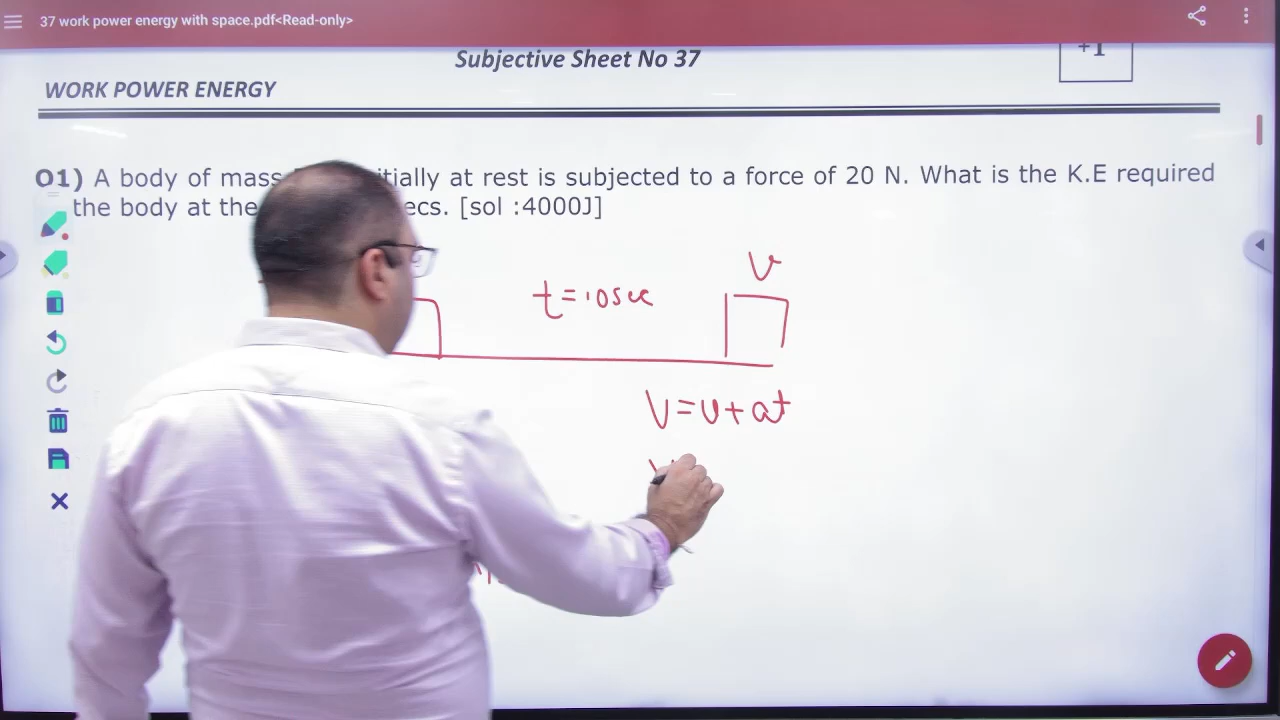 37 work power energy with space.pdf<Read-only>
Subjective Sheet No 37
+1
WORK POWER ENERGY
Q1) A body of mass itially at rest is subjected to a force of 20 N. What is the K.E required
the body at the ecs. [sol :4000J]
v
t=10sec
V=u+at